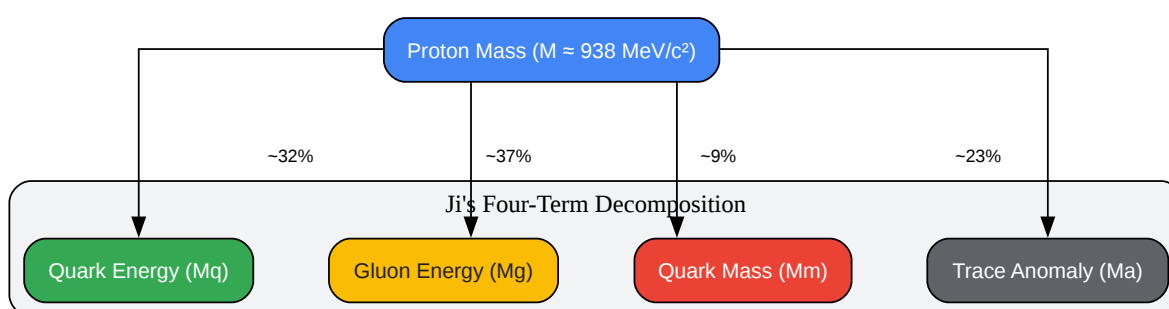 Proton Mass (M ≈ 938 MeV/c²)
~32%
~37%
~9%
~23%
Ji's Four-Term Decomposition
Quark Energy (Mq)
Gluon Energy (Mg)
Quark Mass (Mm)
Trace Anomaly (Ma)